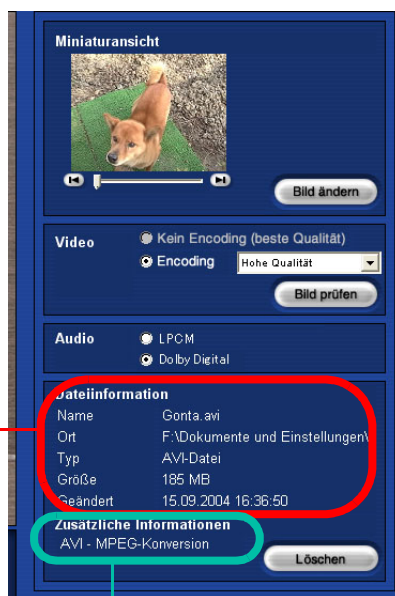 Miniaturansicht
Bild ändern
Video
Kein Encoding (beste Qualität)
Encoding Hohe Qualität
Bild prüfen
Audio
LPCM
Dolby Digital
Dateiinformation
Name Gonta.avi
Ort F:\Dokumente und Einstellungen\
Typ AVI-Datei
Größe 185 MB
Geändert 15.09.2004 16:36:50
Zusätzliche Informationen
AVI - MPEG-Konversion
Löschen